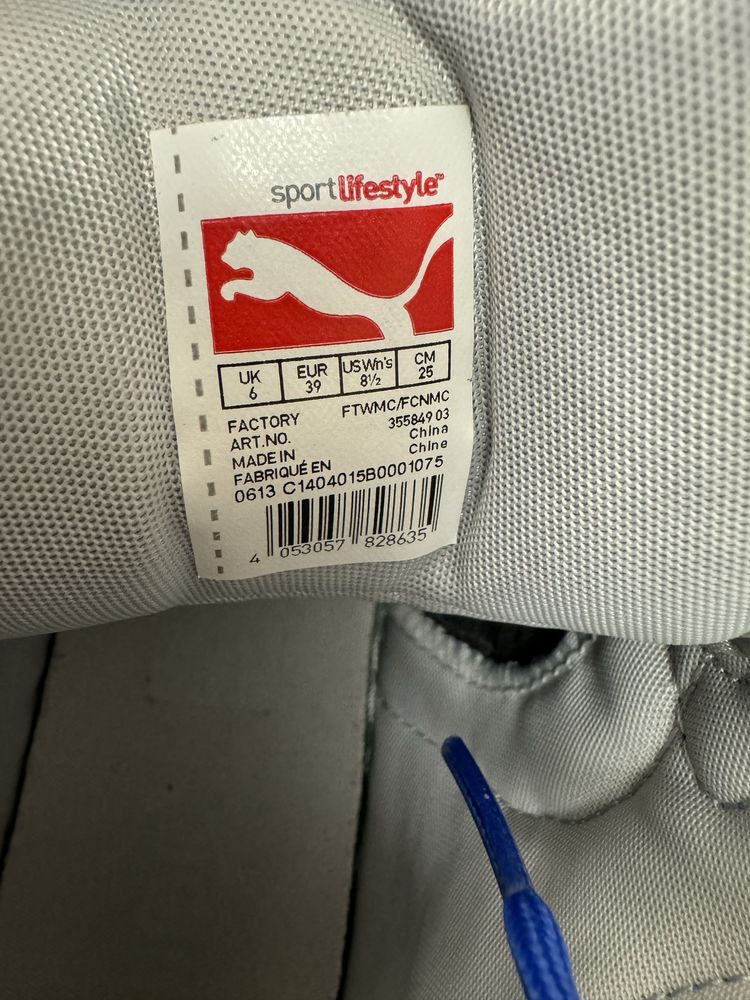 sportlifestyle™
UK EUR US Wn's CM
6 39 8½ 25
FACTORY FTWMC/FCNMC
ART.NO. 355849 03
MADE IN China
FABRIQUÉ EN Chine
0613 C1404015B0001075
4 053057 828635